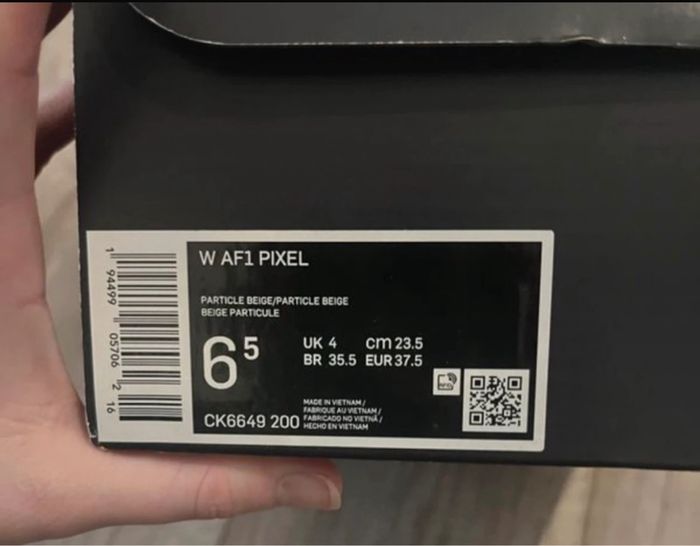 W AF1 PIXEL
PARTICLE BEIGE/PARTICLE BEIGE
BEIGE PARTICULE
6 5
UK 4 cm 23.5
BR 35.5 EUR 37.5
MADE IN VIETNAM /
FABRIQUE AU VIETNAM /
FABRICADO NO VIETNÃ /
HECHO EN VIETNAM
CK6649 200
1 94499 05706 2 16